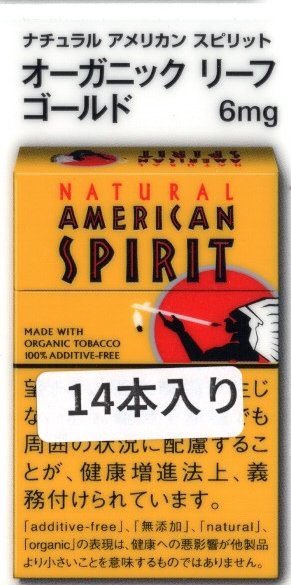 ナチュラル アメリカン スピリット
オーガニック リーフ
ゴールド 6mg
NATURAL
AMERICAN
SPIRIT
MADE WITH
ORGANIC TOBACCO
100% ADDITIVE-FREE
14本入り
望 生じ
な でも
周囲の状況に配慮するこ
とが、健康増進法上、義
務付けられています。
「additive-free」、「無添加」、「natural」、
「organic」の表現は、健康への悪影響が他製品
より小さいことを意味するものではありません。